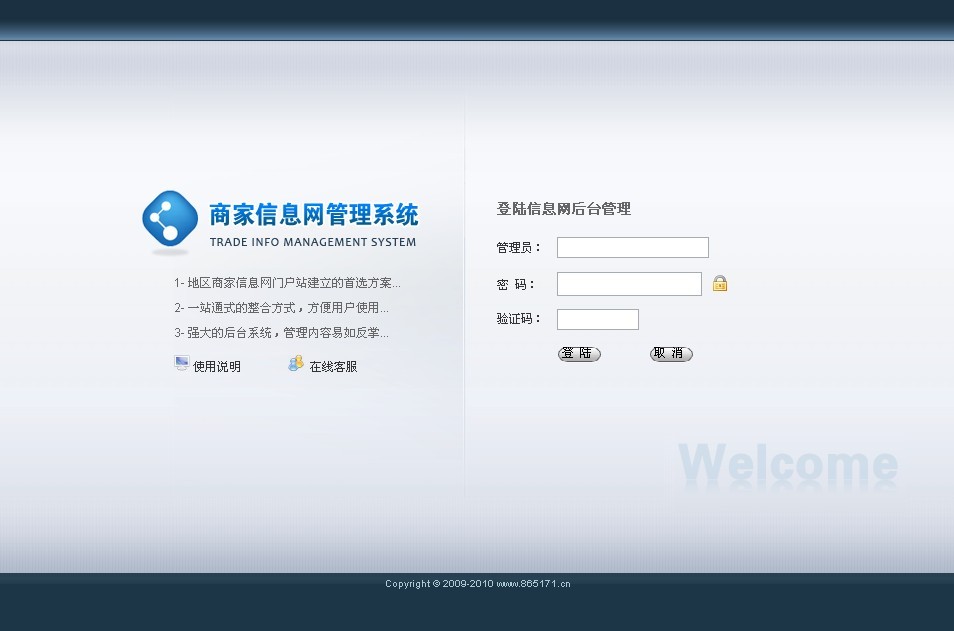 商家信息网管理系统
TRADE INFO MANAGEMENT SYSTEM
1- 地区商家信息网门户站建立的首选方案...
2- 一站通式的整合方式，方便用户使用...
3- 强大的后台系统，管理内容易如反掌...
使用说明 在线客服
登陆信息网后台管理
管理员：
密 码：
验证码：
登 陆 取 消
Welcome
Copyright © 2009-2010 www.865171.cn